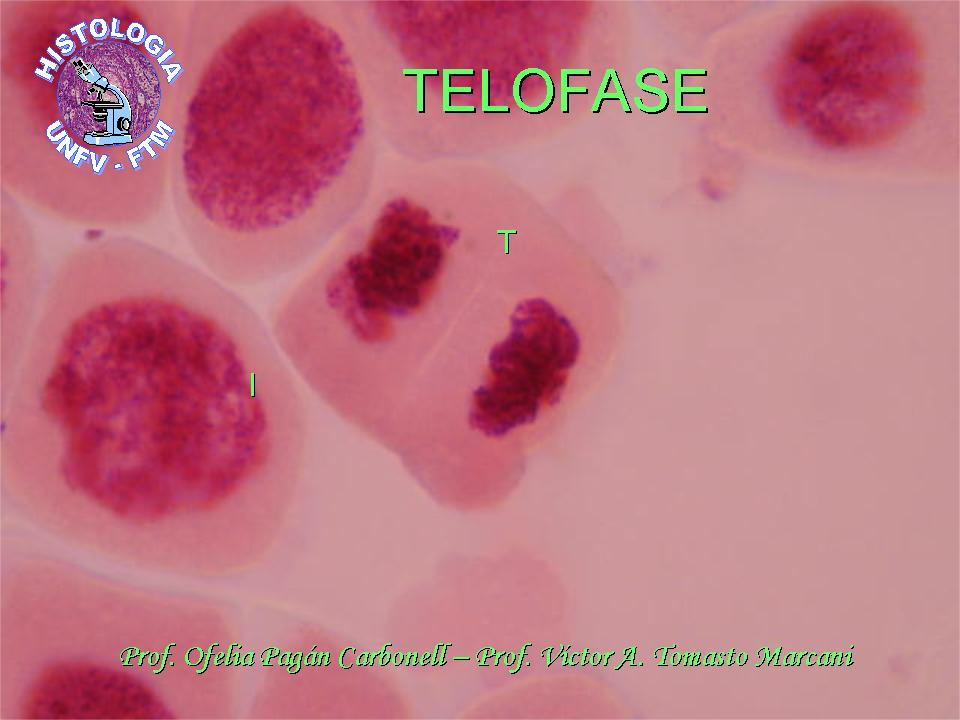 HISTOLOGIA
UNFV - FTM
TELOFASE
T
I
Prof. Ofelia Pagán Carbonell – Prof. Víctor A. Tomasto Marcani